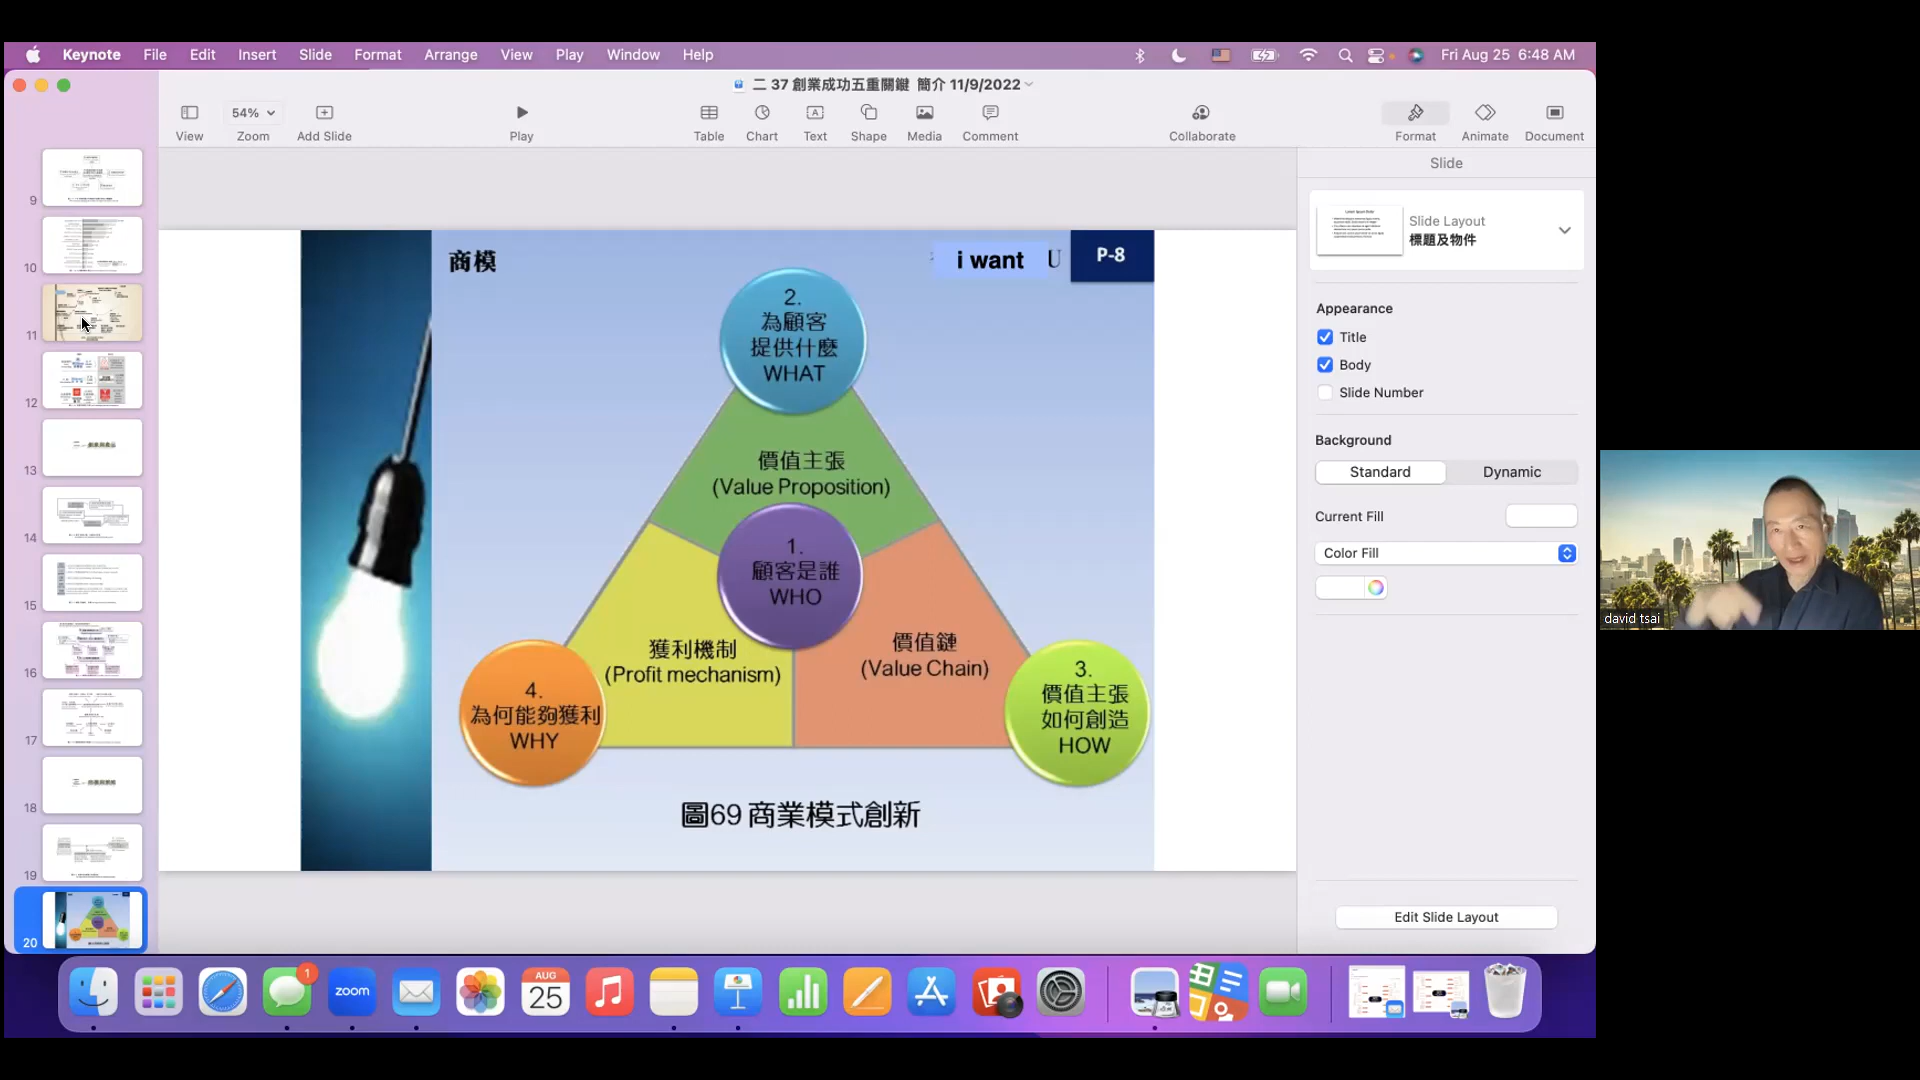 Keynote File Edit Insert Slide Format Arrange View Play Window Help
Fri Aug 25 6:48 AM
二 37 創業成功五重關鍵 簡介 11/9/2022
54%
View Zoom Add Slide Play Table Chart Text Shape Media Comment Collaborate Format Animate Document
Slide
9
10
11
12
13
14
15
16
17
18
19
20
商模
i want
U
P-8
2.
為顧客
提供什麼
WHAT
價值主張
(Value Proposition)
1.
顧客是誰
WHO
獲利機制
(Profit mechanism)
價值鏈
(Value Chain)
4.
為何能夠獲利
WHY
3.
價值主張
如何創造
HOW
圖69 商業模式創新
Slide Layout
標題及物件
Appearance
Title
Body
Slide Number
Background
Standard Dynamic
Current Fill
Color Fill
Edit Slide Layout
david tsai
1
zoom
AUG
25